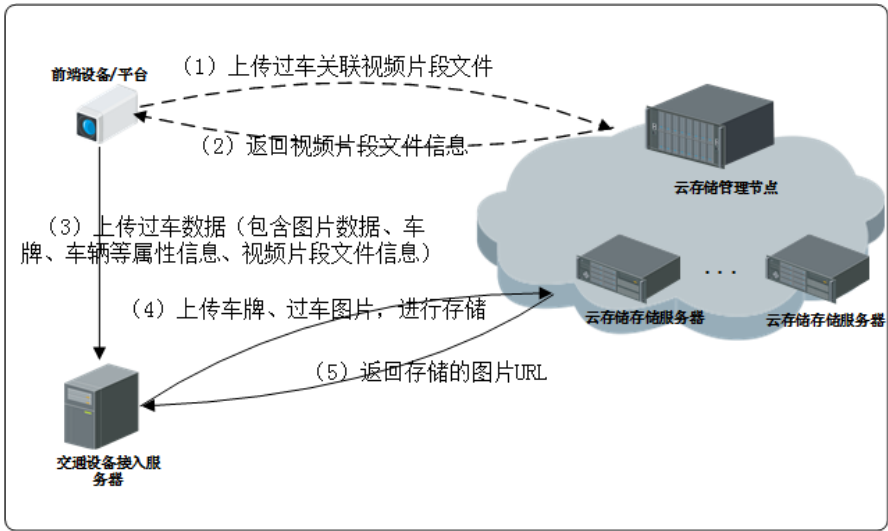 前端设备/平台
（1）上传过车关联视频片段文件
（2）返回视频片段文件信息
云存储管理节点
（3）上传过车数据（包含图片数据、车
牌、车辆等属性信息、视频片段文件信息）
...
（4）上传车牌、过车图片，进行存储
云存储存储服务器
云存储存储服务器
（5）返回存储的图片URL
交通设备接入服
务器